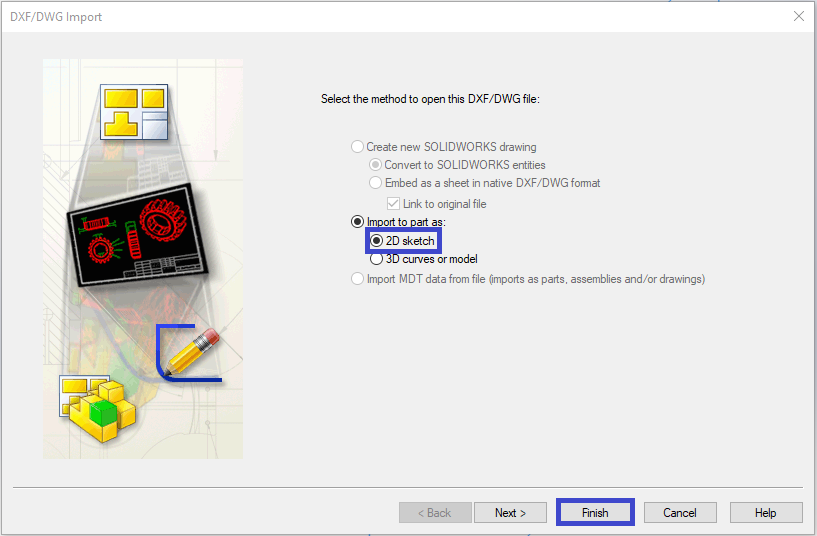 DXF/DWG Import
Select the method to open this DXF/DWG file:
Create new SOLIDWORKS drawing
Convert to SOLIDWORKS entities
Embed as a sheet in native DXF/DWG format
Link to original file
Import to part as:
2D sketch
3D curves or model
Import MDT data from file (imports as parts, assemblies and/or drawings)
< Back Next > Finish Cancel Help